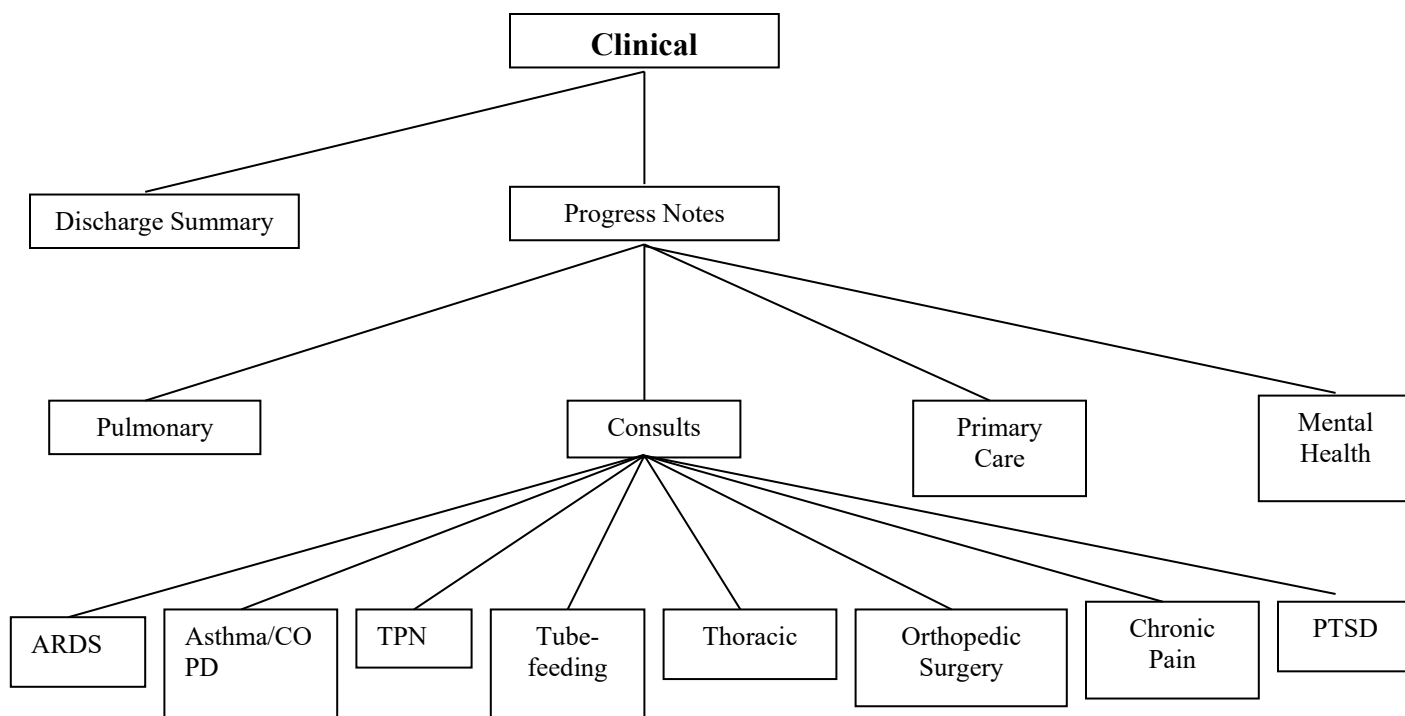 Clinical
Discharge Summary
Progress Notes
Pulmonary
Consults
Primary
Care
Mental
Health
ARDS
Asthma/CO
PD
TPN
Tube-
feeding
Thoracic
Orthopedic
Surgery
Chronic
Pain
PTSD